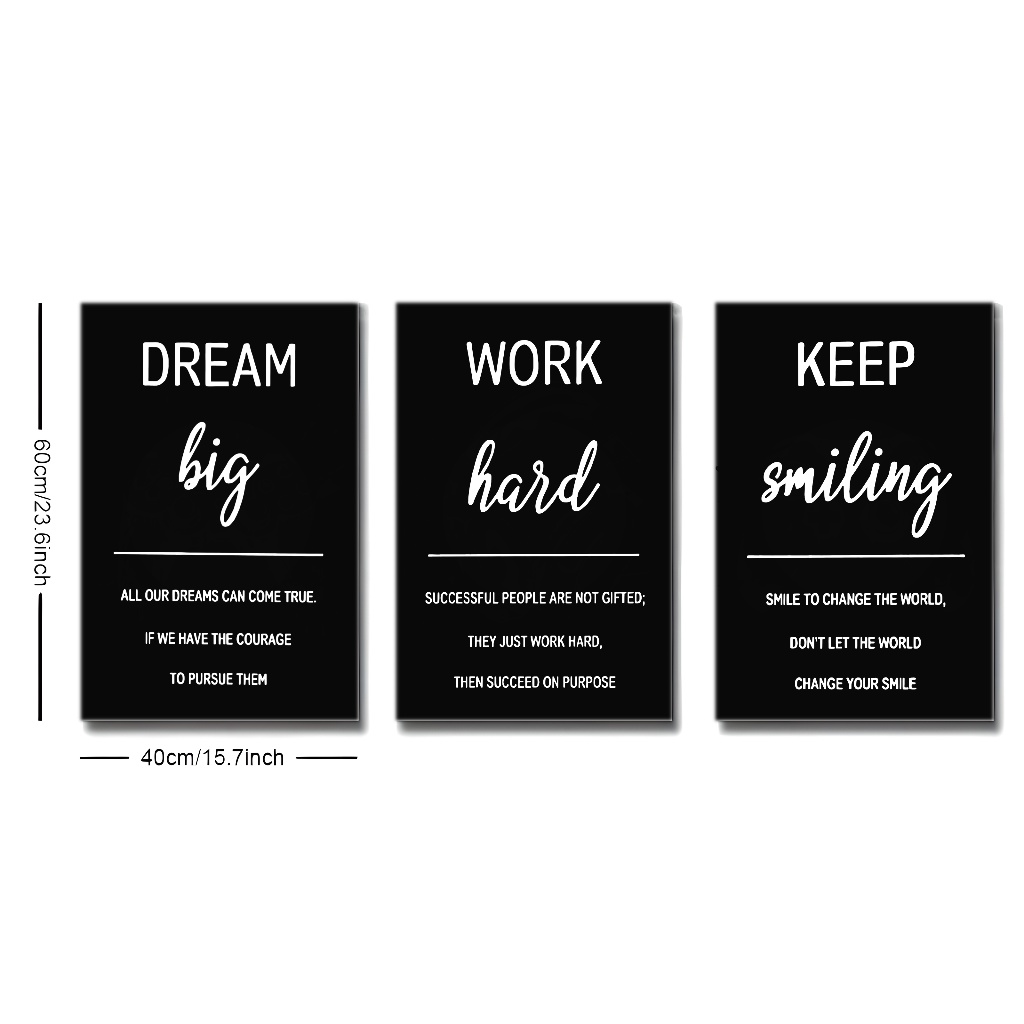 60cm/23.6inch
DREAM
big
ALL OUR DREAMS CAN COME TRUE.
IF WE HAVE THE COURAGE
TO PURSUE THEM
WORK
hard
SUCCESSFUL PEOPLE ARE NOT GIFTED;
THEY JUST WORK HARD,
THEN SUCCEED ON PURPOSE
KEEP
smiling
SMILE TO CHANGE THE WORLD,
DON'T LET THE WORLD
CHANGE YOUR SMILE
40cm/15.7inch